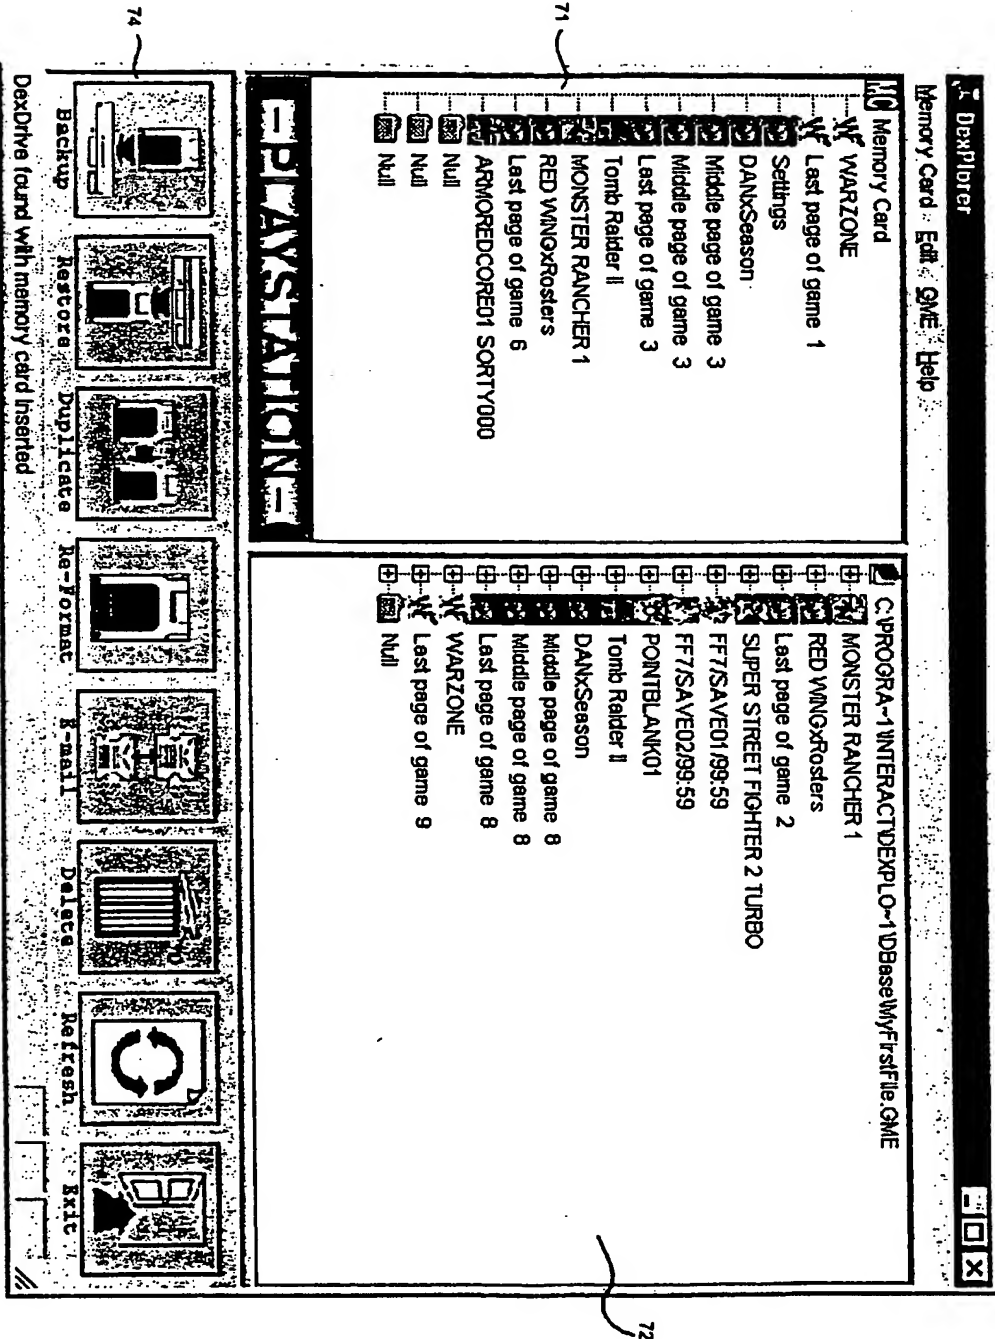 DexPlorer
Memory Card Edit GME Help
MC Memory Card
WARZONE
Last page of game 1
Settings
DANxSeason
Middle page of game 3
Middle page of game 3
Last page of game 3
Tomb Raider II
MONSTER RANCHER 1
RED WINGxRosters
Last page of game 6
ARMOREDCORE01 SORTY000
Null
Null
Null
PLAYSTATION
71
C:\PROGRA~1\INTERACT\DEXPLO~1\DBase\MyFirstFile.GME
MONSTER RANCHER 1
RED WINGxRosters
Last page of game 2
SUPER STREET FIGHTER 2 TURBO
FF7/SAVE01/99:59
FF7/SAVE02/99:59
POINTBLANK01
Tomb Raider II
DANxSeason
Middle page of game 8
Middle page of game 8
Last page of game 8
WARZONE
Last page of game 9
Null
72
74
Backup Restore Duplicate Re-Format E-mail Delete Refresh Exit
DexDrive found with memory card inserted